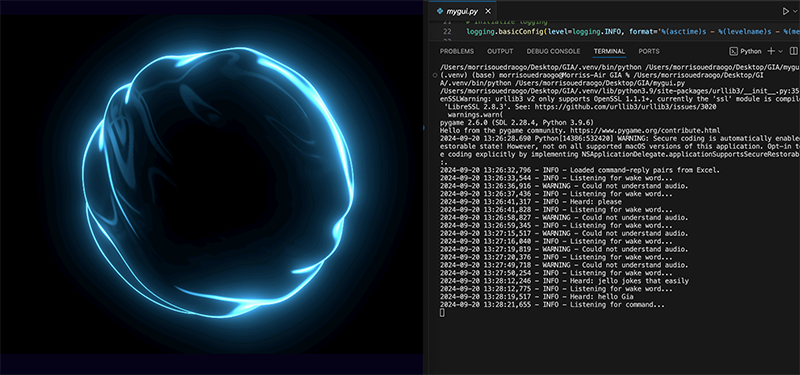 mygui.py
# Initialize logging
22 logging.basicConfig(level=logging.INFO, format='%(asctime)s - %(levelname)s - %(me
PROBLEMS OUTPUT DEBUG CONSOLE TERMINAL PORTS Python
/Users/morrisouedraogo/Desktop/GIA/.venv/bin/python /Users/morrisouedraogo/Desktop/GIA/mygu
(.venv) (base) morrisouedraogo@Morriss-Air GIA % /Users/morrisouedraogo/Desktop/GI
A/.venv/bin/python /Users/morrisouedraogo/Desktop/GIA/mygui.py
/Users/morrisouedraogo/Desktop/GIA/.venv/lib/python3.9/site-packages/urllib3/__init__.py:35
enSSLWarning: urllib3 v2 only supports OpenSSL 1.1.1+, currently the 'ssl' module is compil
'LibreSSL 2.8.3'. See: https://github.com/urllib3/urllib3/issues/3020
warnings.warn(
pygame 2.6.0 (SDL 2.28.4, Python 3.9.6)
Hello from the pygame community. https://www.pygame.org/contribute.html
2024-09-20 13:26:28.690 Python[14386:532420] WARNING: Secure coding is automatically enable
estorable state! However, not on all supported macOS versions of this application. Opt-in t
e coding explicitly by implementing NSApplicationDelegate.applicationSupportsSecureRestorab
:.
2024-09-20 13:26:32,796 - INFO - Loaded command-reply pairs from Excel.
2024-09-20 13:26:33,544 - INFO - Listening for wake word...
2024-09-20 13:26:36,916 - WARNING - Could not understand audio.
2024-09-20 13:26:37,436 - INFO - Listening for wake word...
2024-09-20 13:26:41,317 - INFO - Heard: please
2024-09-20 13:26:41,828 - INFO - Listening for wake word...
2024-09-20 13:26:58,827 - WARNING - Could not understand audio.
2024-09-20 13:26:59,345 - INFO - Listening for wake word...
2024-09-20 13:27:15,517 - WARNING - Could not understand audio.
2024-09-20 13:27:16,040 - INFO - Listening for wake word...
2024-09-20 13:27:19,819 - WARNING - Could not understand audio.
2024-09-20 13:27:20,376 - INFO - Listening for wake word...
2024-09-20 13:27:49,718 - WARNING - Could not understand audio.
2024-09-20 13:27:50,254 - INFO - Listening for wake word...
2024-09-20 13:28:12,246 - INFO - Heard: jello jokes that easily
2024-09-20 13:28:12,775 - INFO - Listening for wake word...
2024-09-20 13:28:19,517 - INFO - Heard: hello Gia
2024-09-20 13:28:21,655 - INFO - Listening for command...